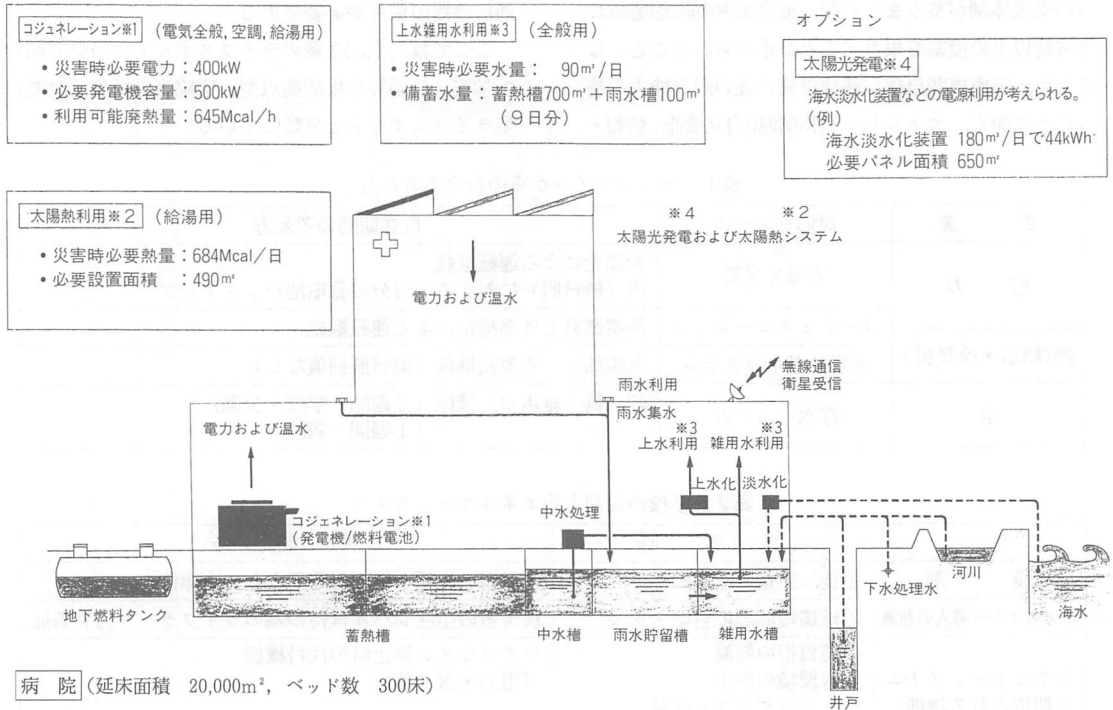 コジュネレーション※1 (電気全般, 空調, 給湯用)
• 災害時必要電力:400kW
• 必要発電機容量:500kW
• 利用可能廃熱量:645Mcal/h
上水雑用水利用※3 (全般用)
• 災害時必要水量: 90㎥/日
• 備蓄水量:蓄熱槽700㎥+雨水槽100㎥
(9日分)
オプション
太陽光発電※4
海水淡水化装置などの電源利用が考えられる。
(例)
海水淡水化装置 180㎥/日で44kWh
必要パネル面積 650㎡
太陽熱利用※2 (給湯用)
• 災害時必要熱量:684Mcal/日
• 必要設置面積 :490㎡
※4 ※2
太陽光発電および太陽熱システム
電力および温水
無線通信
衛星受信
雨水利用
雨水集水
電力および温水
※3 ※3
上水利用 雑用水利用
上水化 淡水化
コジェネレーション※1
(発電機/燃料電池)
中水処理
地下燃料タンク
下水処理水
河川
海水
蓄熱槽
中水槽
雨水貯留槽
雑用水槽
井戸
病 院 (延床面積 20,000m², ベッド数 300床)